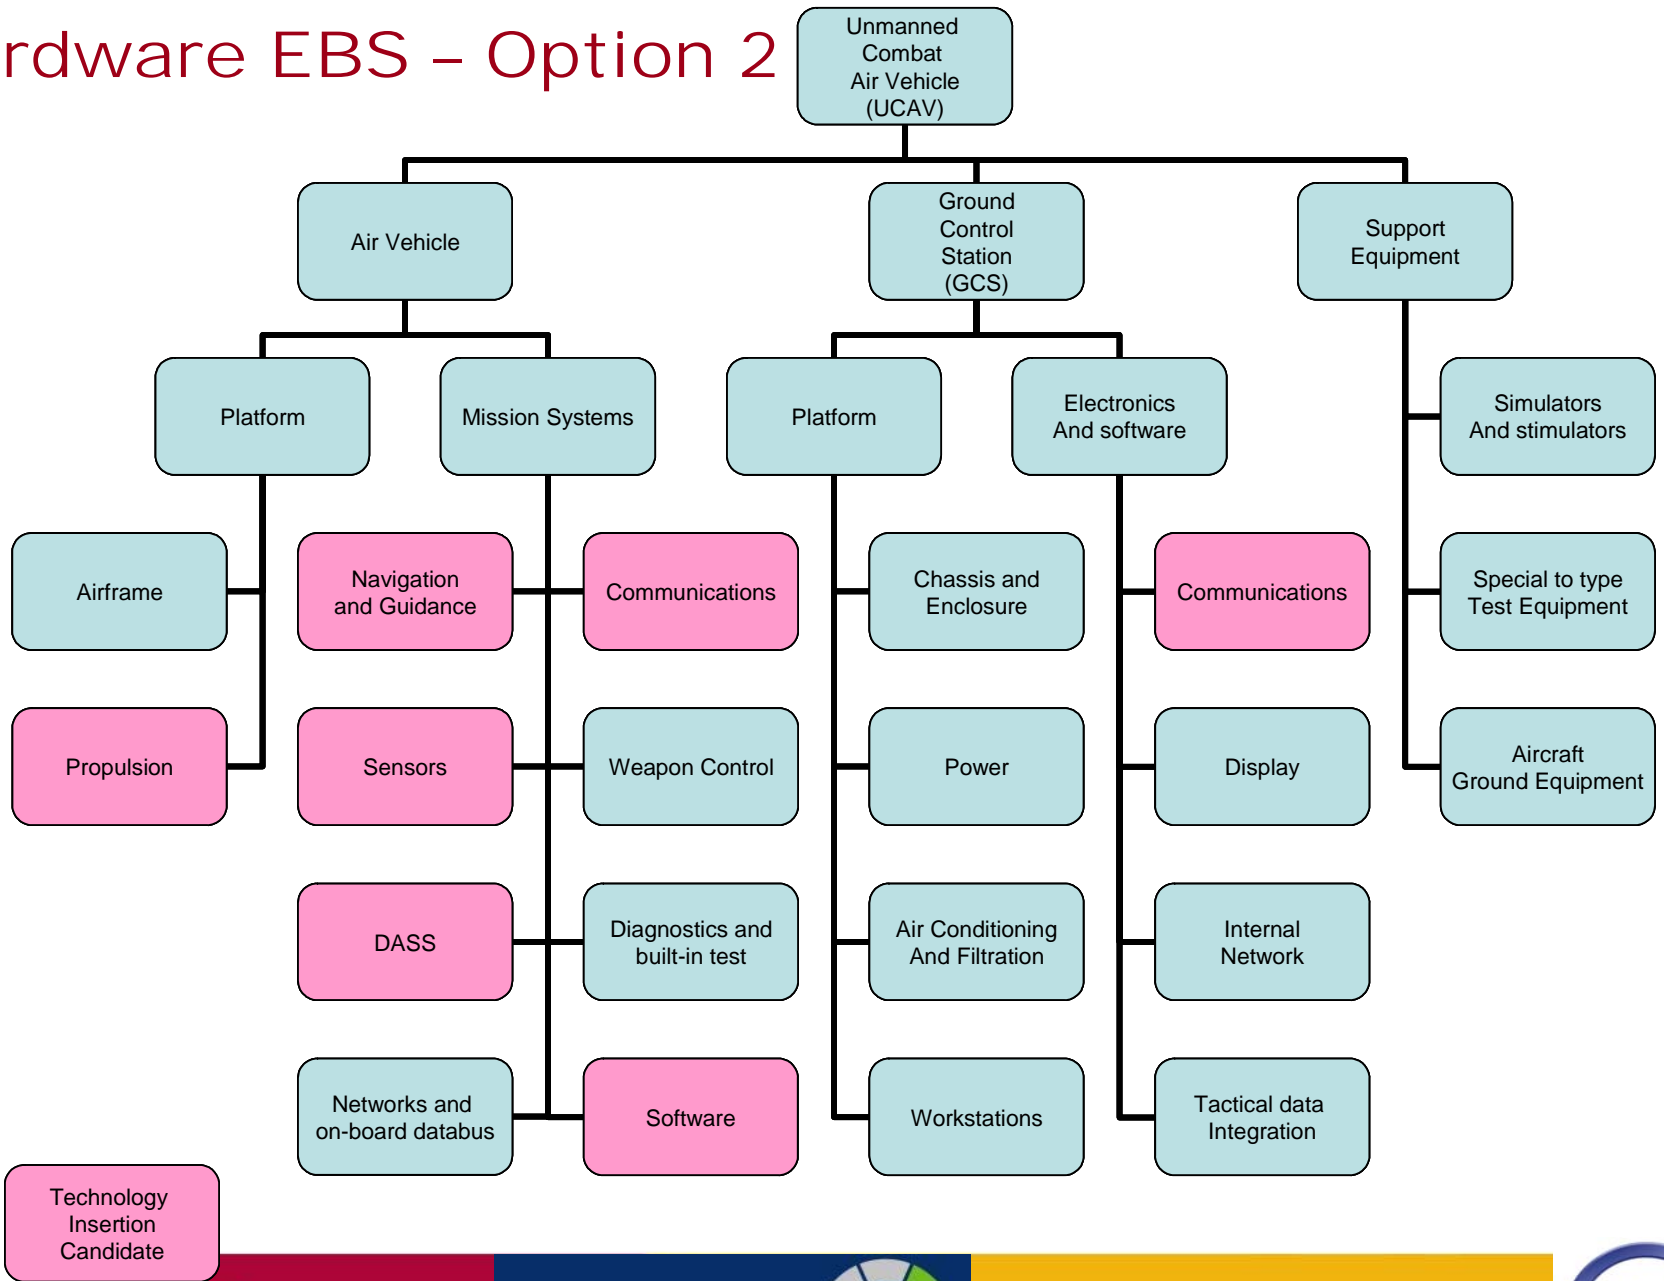 rdware EBS – Option 2
Unmanned
Combat
Air Vehicle
(UCAV)
Air Vehicle
Ground
Control
Station
(GCS)
Support
Equipment
Platform
Mission Systems
Platform
Electronics
And software
Simulators
And stimulators
Airframe
Navigation
and Guidance
Communications
Chassis and
Enclosure
Communications
Special to type
Test Equipment
Propulsion
Sensors
Weapon Control
Power
Display
Aircraft
Ground Equipment
DASS
Diagnostics and
built-in test
Air Conditioning
And Filtration
Internal
Network
Networks and
on-board databus
Software
Workstations
Tactical data
Integration
Technology
Insertion
Candidate